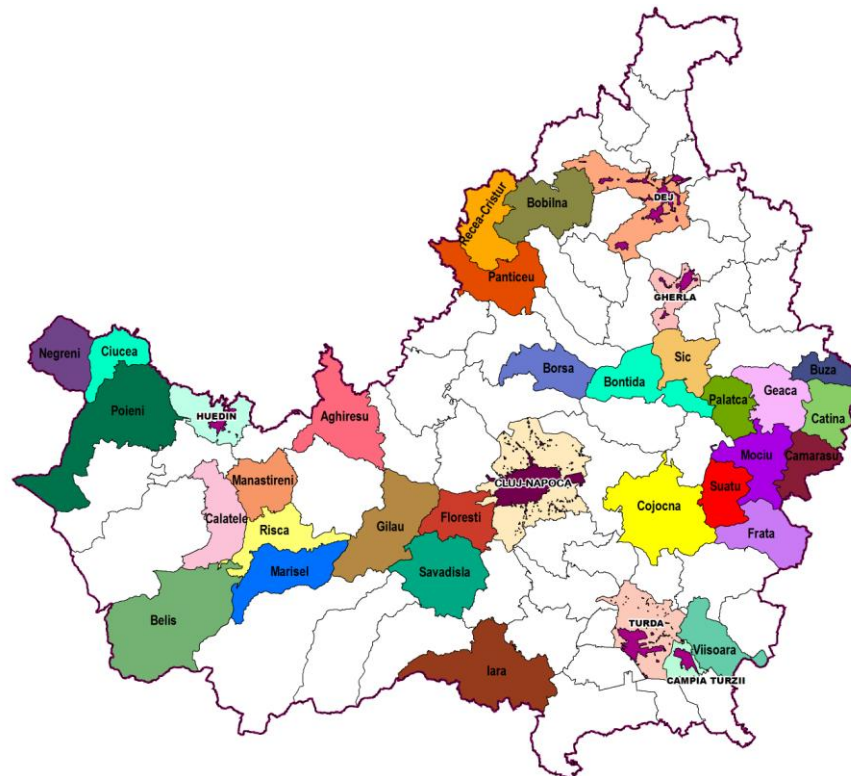 DEJ
Bobilna
Recea-Cristur
Panticeu
GHERLA
Negreni
Ciucea
Sic
Buza
Borsa
Bontida
Geaca
Palatca
Catina
Poieni
HUEDIN
Aghiresu
Mociu
Camarasu
Manastireni
CLUJ-NAPOCA
Suatu
Cojocna
Calatele
Risca
Gilau
Floresti
Frata
Marisel
Savadisla
Belis
TURDA
Viisoara
Iara
CAMPIA TURZII